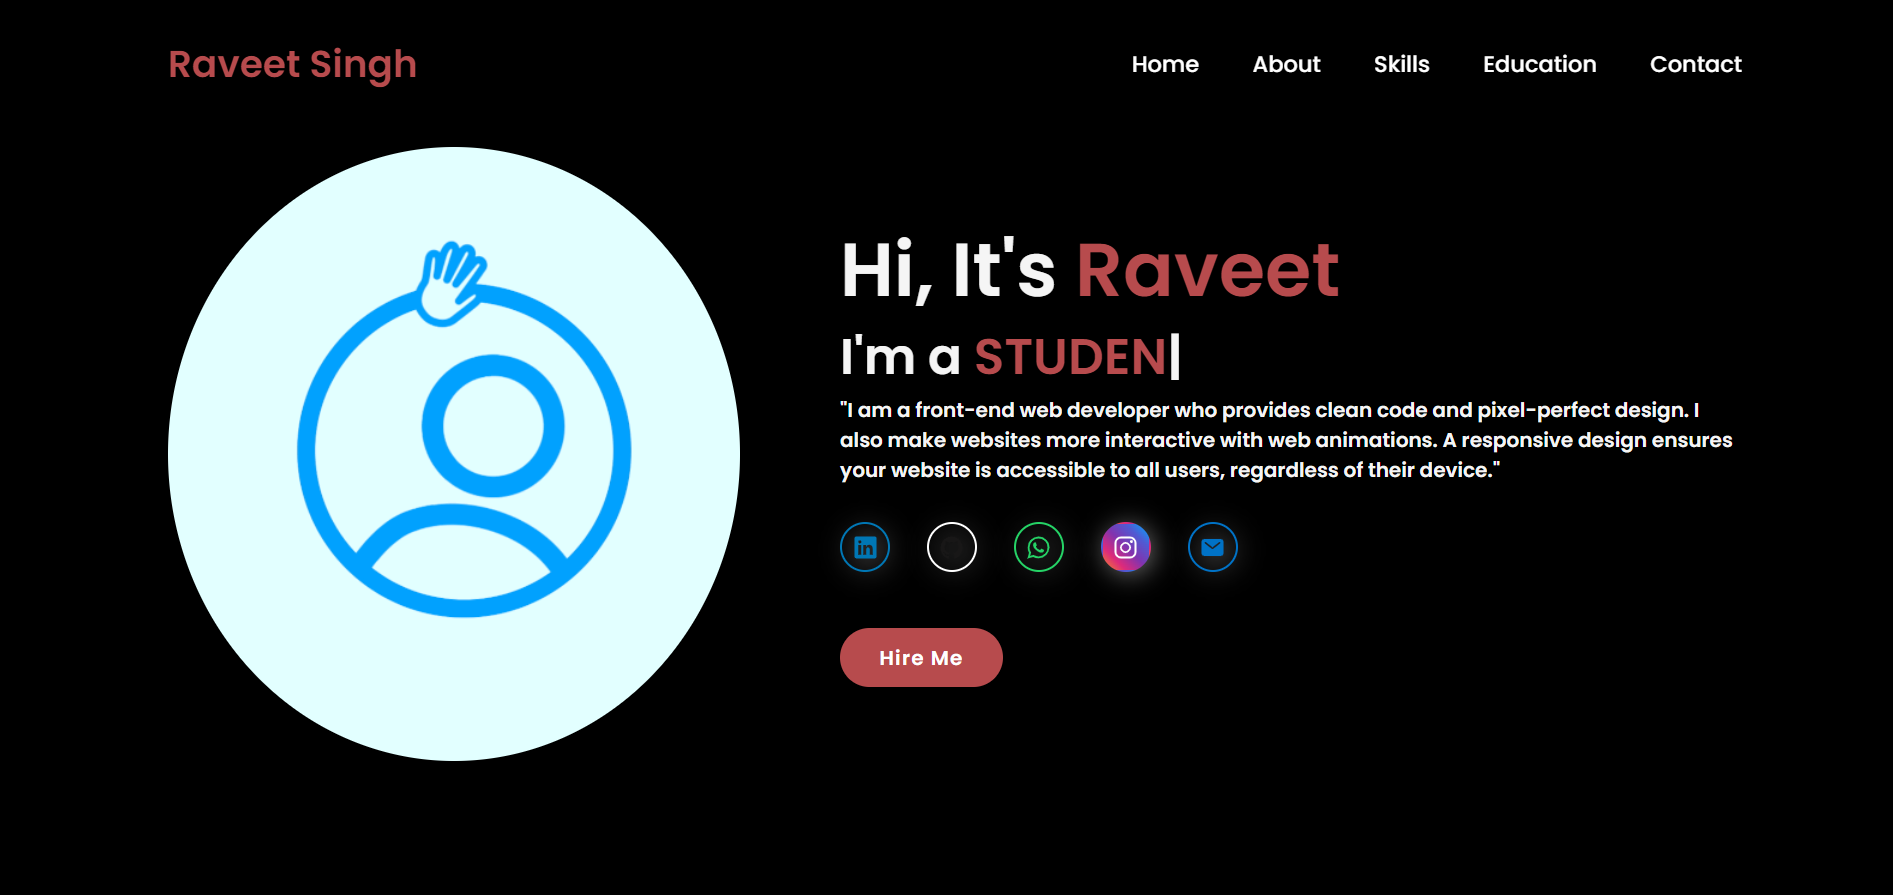 Raveet Singh
Home About Skills Education Contact
Hi, It's Raveet
I'm a STUDEN|
"I am a front-end web developer who provides clean code and pixel-perfect design. I
also make websites more interactive with web animations. A responsive design ensures
your website is accessible to all users, regardless of their device."
in
Hire Me